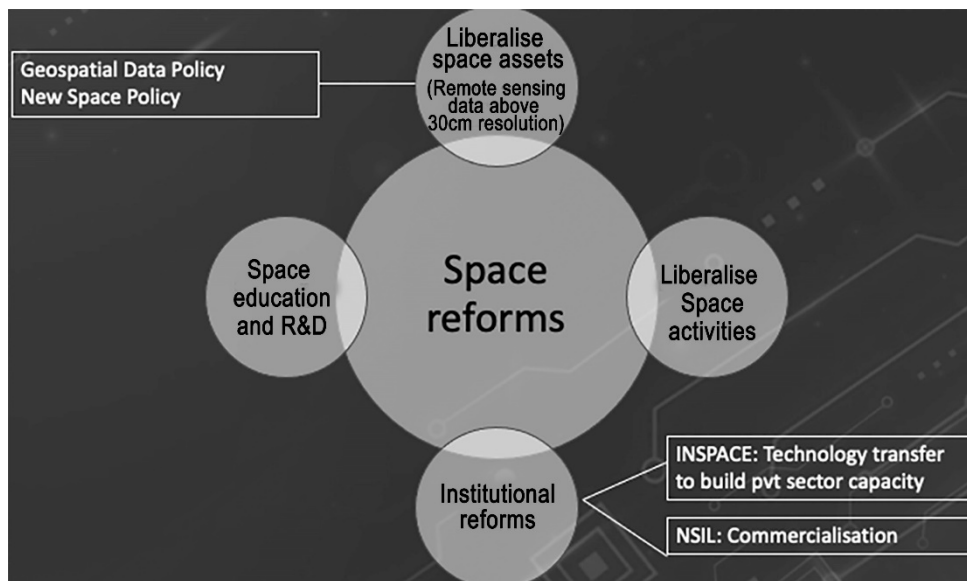 Liberalise
space assets
(Remote sensing
data above
30cm resolution)
Geospatial Data Policy
New Space Policy
Space
education
and R&D
Space
reforms
Liberalise
Space
activities
Institutional
reforms
INSPACE: Technology transfer
to build pvt sector capacity
NSIL: Commercialisation